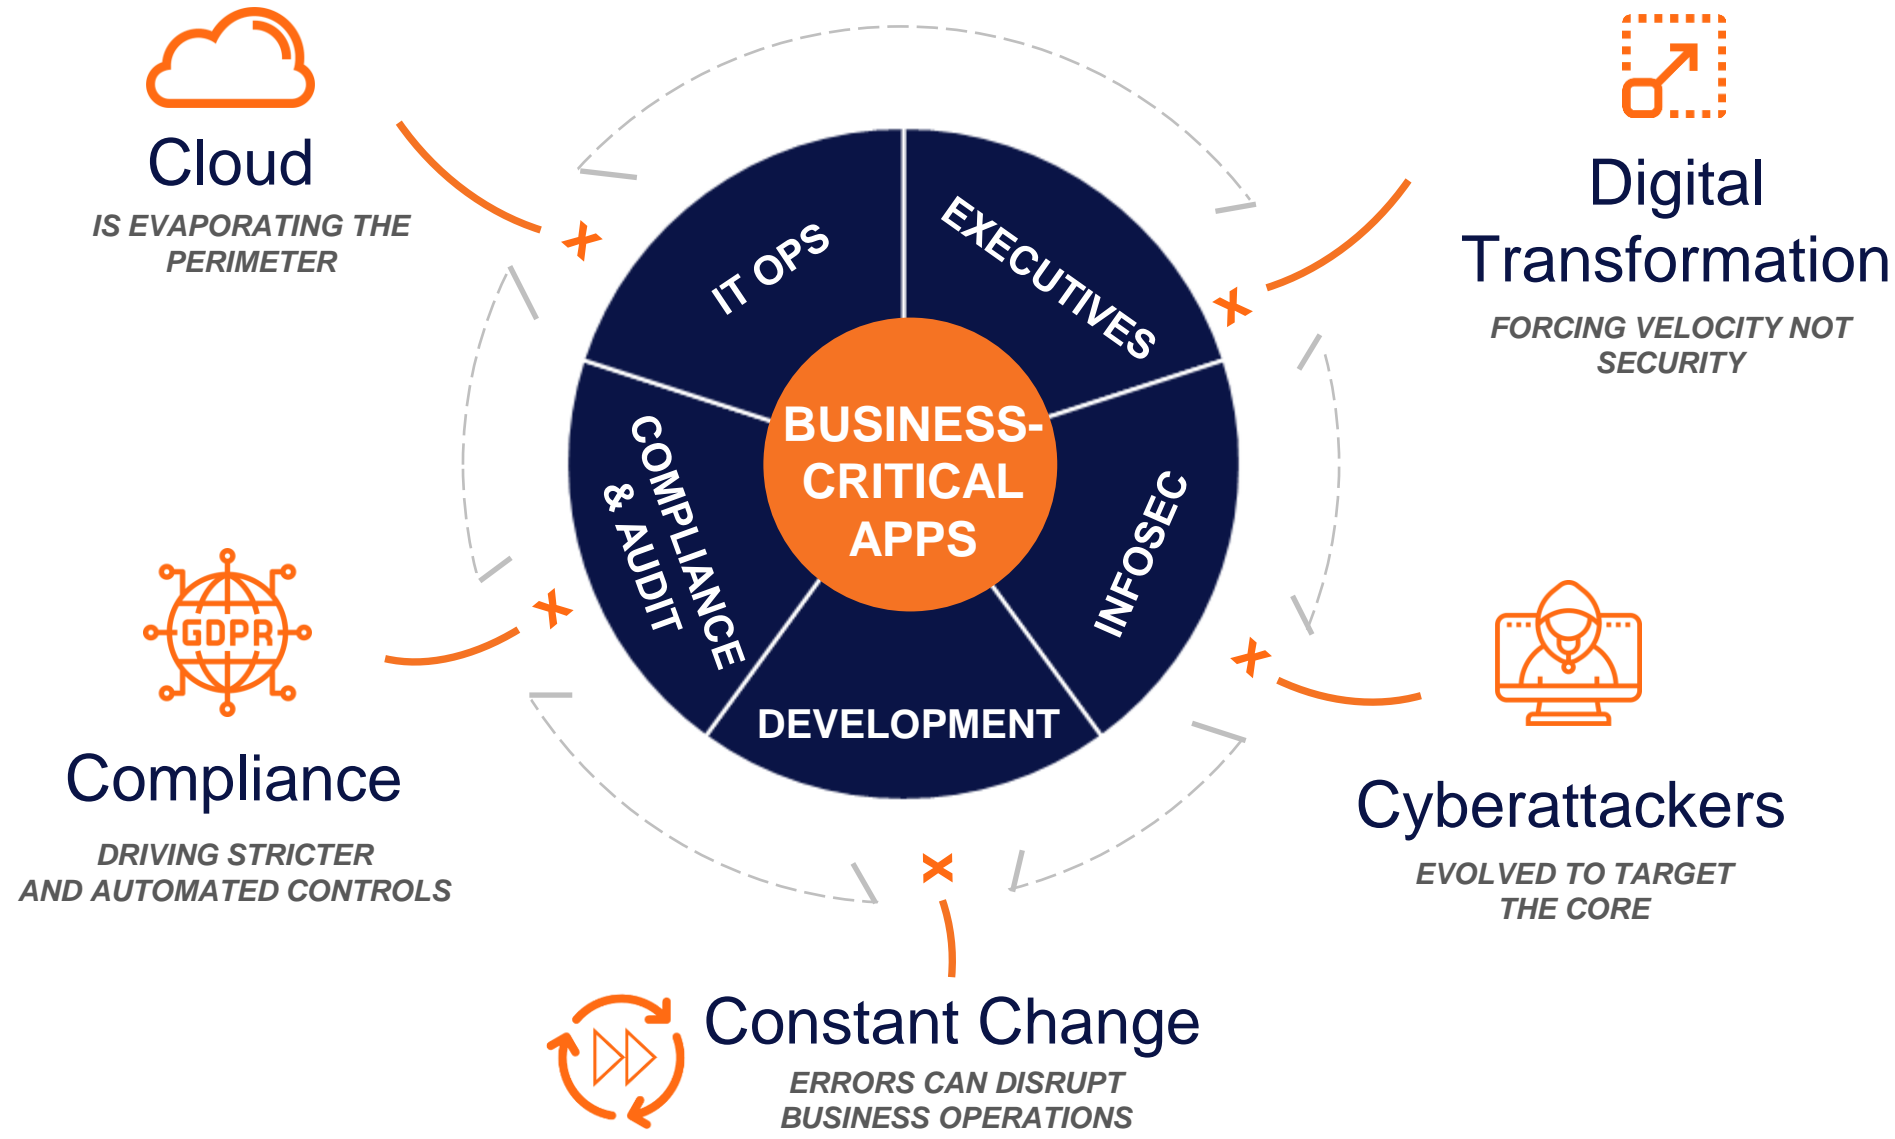 Cloud
IS EVAPORATING THE
PERIMETER
Digital
Transformation
FORCING VELOCITY NOT
SECURITY
IT OPS
EXECUTIVES
BUSINESS-
CRITICAL
APPS
COMPLIANCE
& AUDIT
INFOSEC
DEVELOPMENT
GDPR
Compliance
DRIVING STRICTER
AND AUTOMATED CONTROLS
Cyberattackers
EVOLVED TO TARGET
THE CORE
Constant Change
ERRORS CAN DISRUPT
BUSINESS OPERATIONS